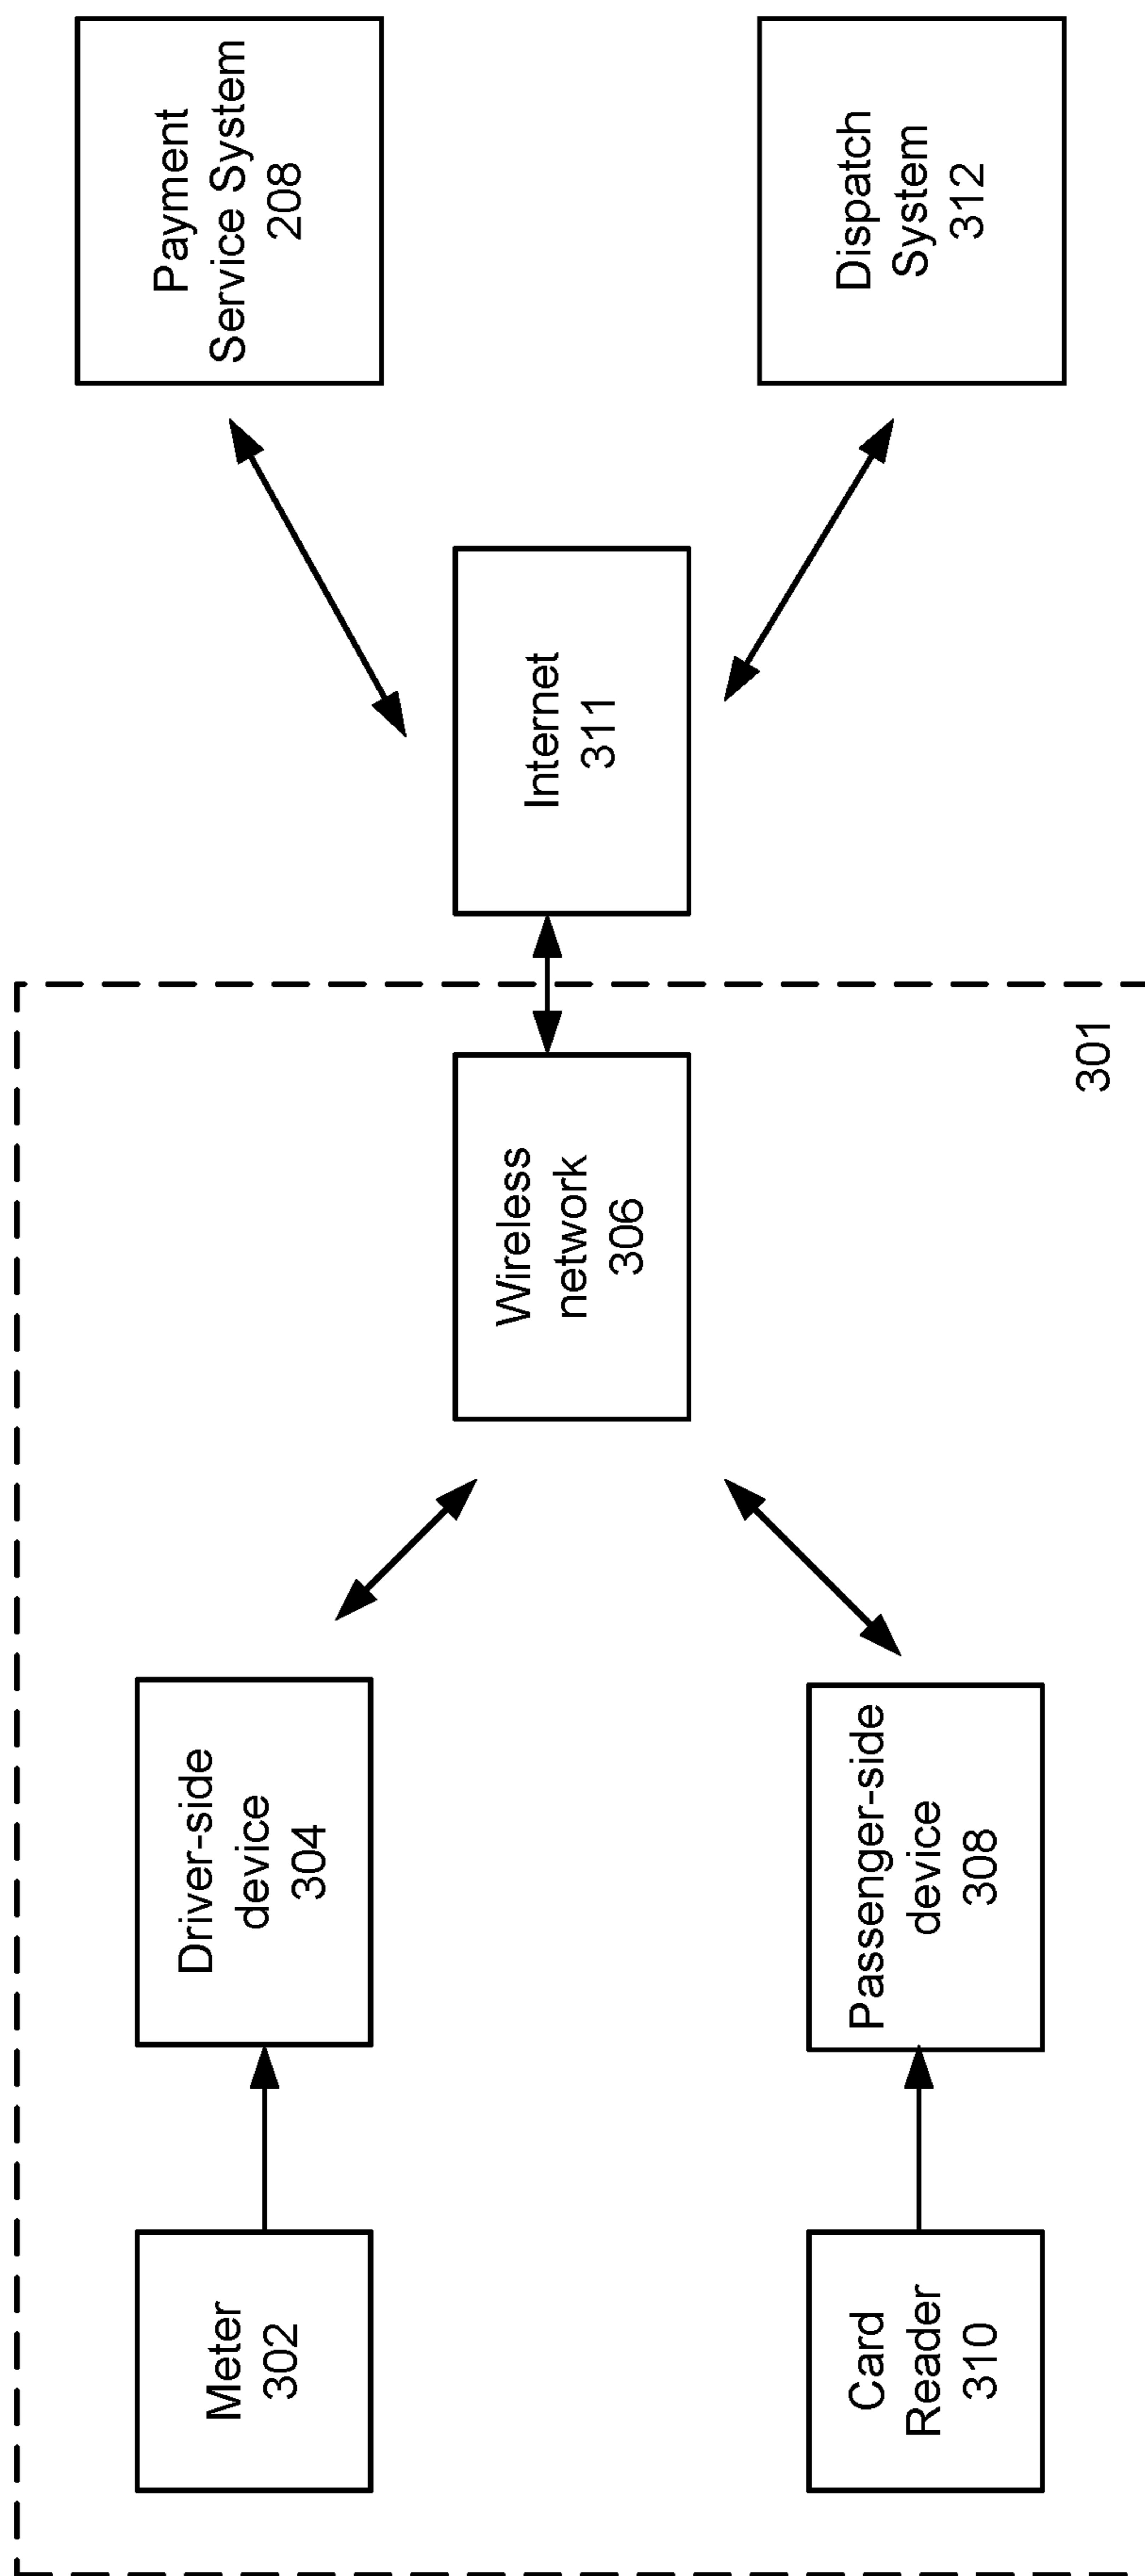 Meter
302
Driver-side
device
304
Wireless
network
306
Internet
311
Payment
Service System
208
Card
Reader
310
Passenger-side
device
308
301
Dispatch
System
312